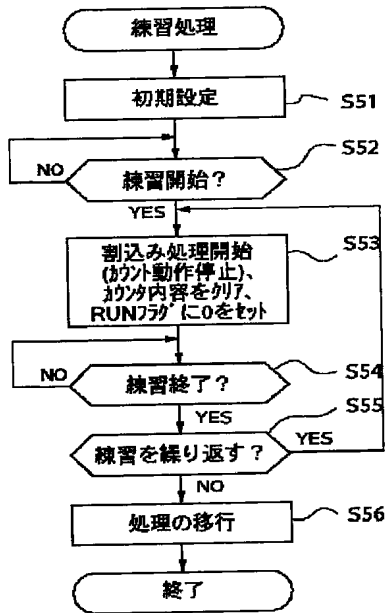 練習処理
初期設定
S51
S52
NO
練習開始?
YES
S53
割込み処理開始
(ｶｳﾝﾄ動作停止)、
ｶｳﾝﾀ内容をｸﾘｱ、
RUNﾌﾗｸﾞに0をｾｯﾄ
S54
NO
練習終了?
YES
S55
練習を繰り返す?
YES
NO
処理の移行
S56
終了